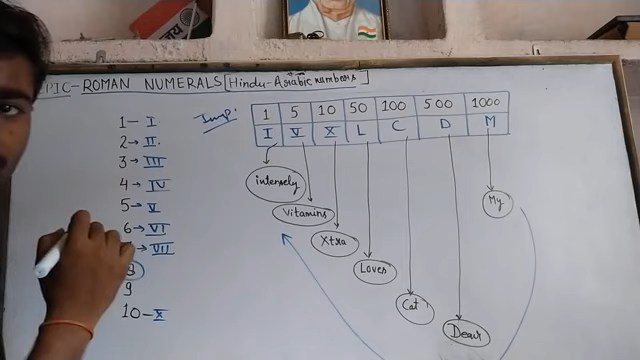 PIC- ROMAN NUMERALS [Hindu-Arabic numbers]
Imp:
1 5 10 50 100 500 1000
I V X L C D M
1 — I
2 → II
3 → III
4 → IV
5 → V
6 → VI
→ VII
8
9
10 — X
intensely
Vitamins
Xtra
Loves
Cat
Dear
My